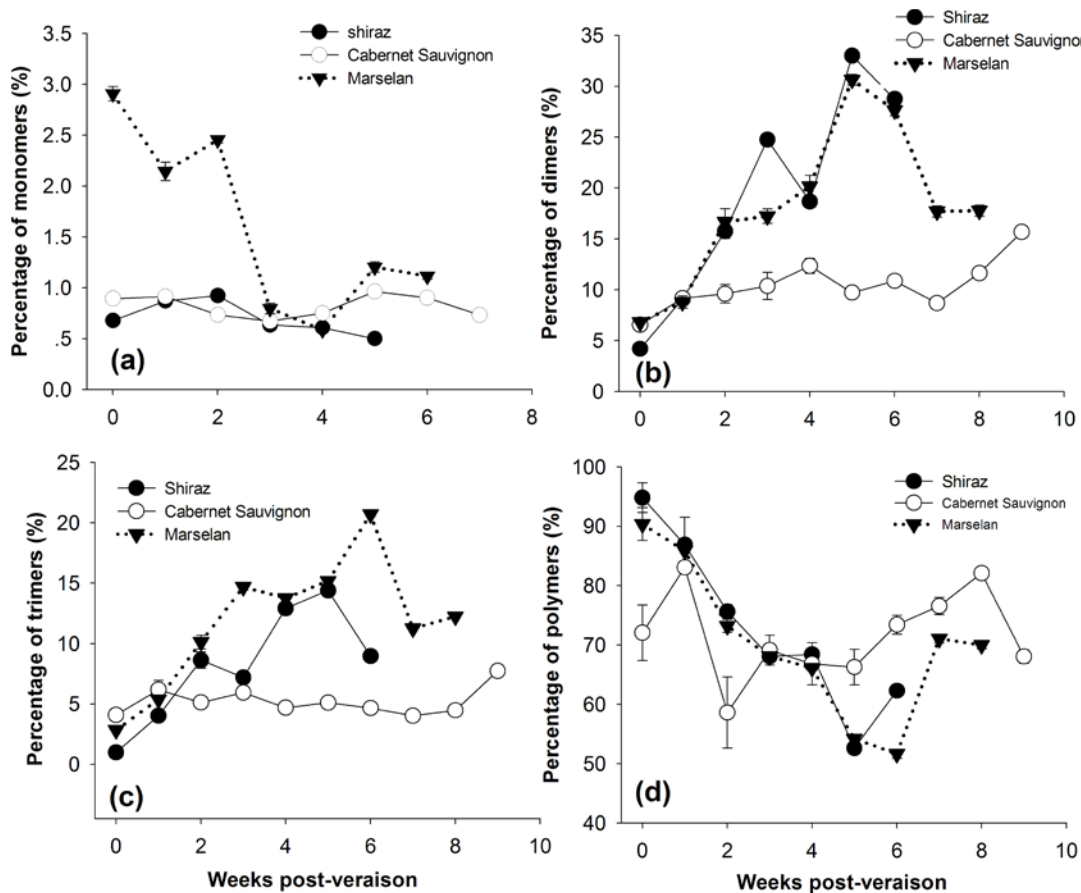 Percentage of monomers (%)
3.5
3.0
2.5
2.0
1.5
1.0
.5
0.0
shiraz
Cabernet Sauvignon
Marselan
(a)
0 2 4 6 8
Percentage of dimers (%)
35
30
25
20
15
10
5
0
Shiraz
Cabernet Sauvignon
Marselan
(b)
0 2 4 6 8 10
Percentage of trimers (%)
25
20
15
10
5
0
Shiraz
Cabernet Sauvignon
Marselan
(c)
0 2 4 6 8 10
Weeks post-veraison
Percentage of polymers (%)
100
90
80
70
60
50
40
Shiraz
Cabernet Sauvignon
Marselan
(d)
0 2 4 6 8 10
Weeks post-veraison